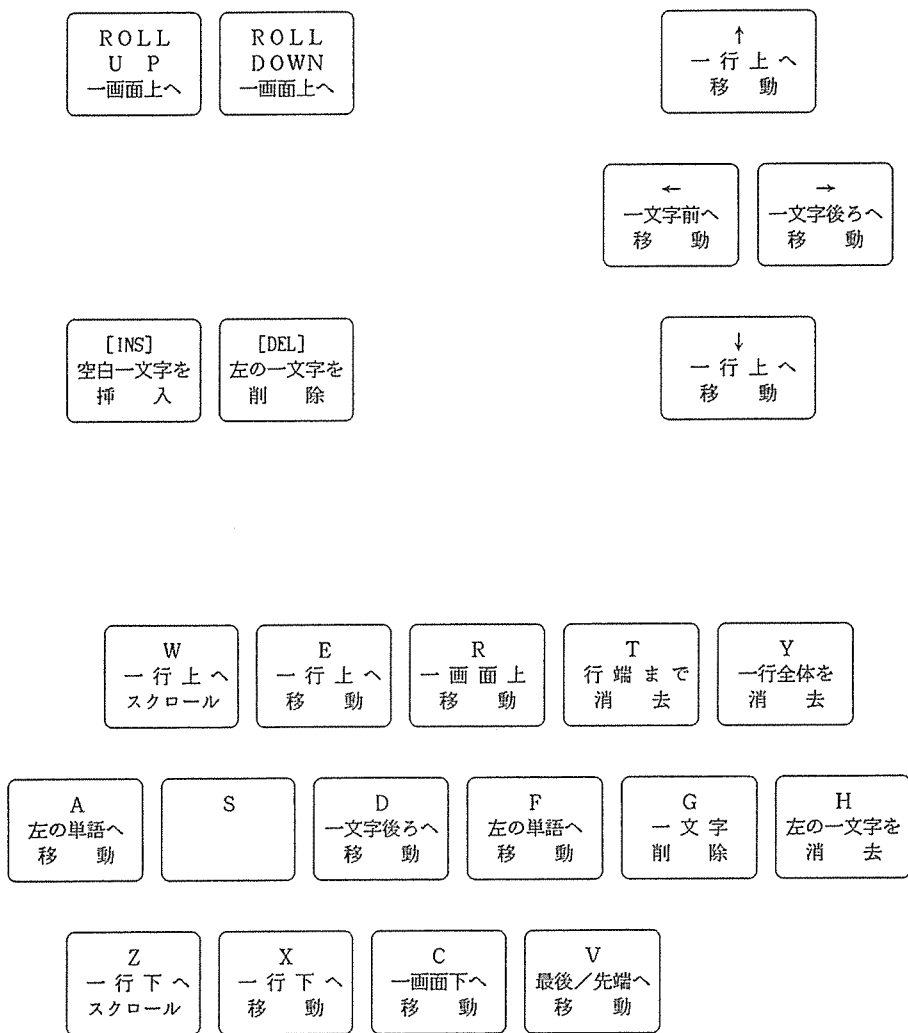 ROLL
UP
一画面上へ
ROLL
DOWN
一画面上へ
↑
一行上へ
移動
←
一文字前へ
移動
→
一文字後ろへ
移動
[INS]
空白一文字を
挿入
[DEL]
左の一文字を
削除
↓
一行上へ
移動
W
一行上へ
スクロール
E
一行上へ
移動
R
一画面上
移動
T
行端まで
消去
Y
一行全体を
消去
A
左の単語へ
移動
S
D
一文字後ろへ
移動
F
左の単語へ
移動
G
一文字
削除
H
左の一文字を
消去
Z
一行下へ
スクロール
X
一行下へ
移動
C
一画面下へ
移動
V
最後/先端へ
移動